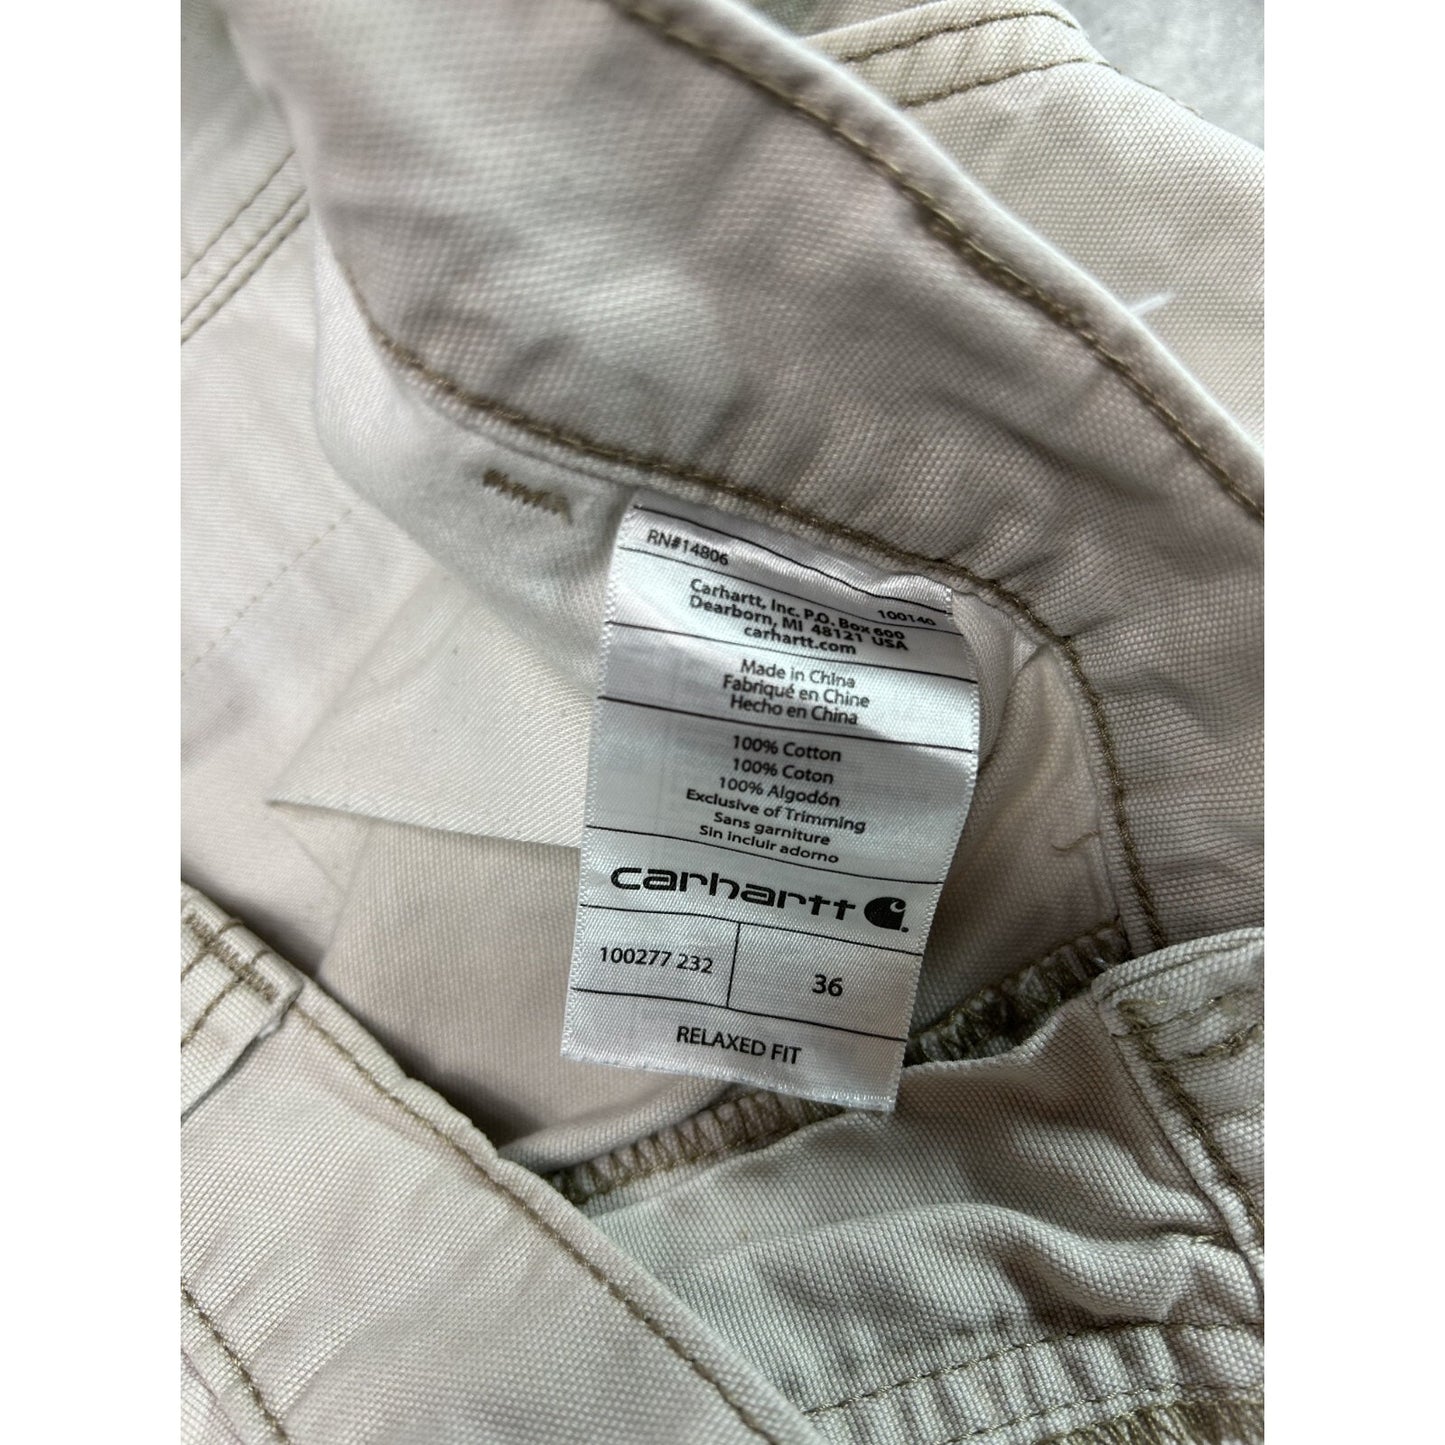 RN#14806
100140
Carhartt, Inc. P.O. Box 600
Dearborn, MI 48121 USA
carhartt.com
Made in China
Fabriqué en Chine
Hecho en China
100% Cotton
100% Coton
100% Algodón
Exclusive of Trimming
Sans garniture
Sin incluir adorno
carhartt
100277 232
36
RELAXED FIT